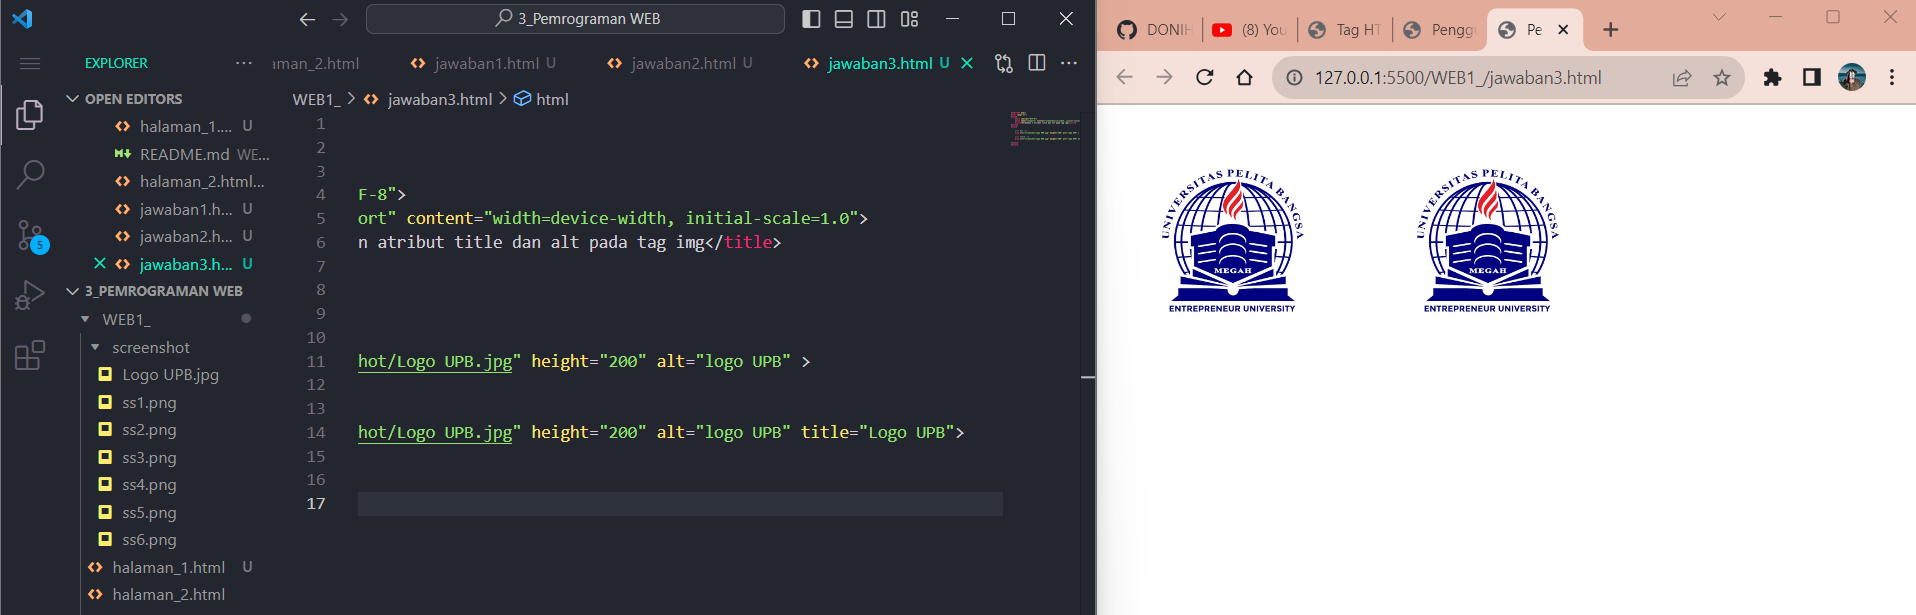 3_Pemrograman WEB
EXPLORER
OPEN EDITORS
halaman_1.... U
README.md WE...
halaman_2.html...
jawaban1.h... U
jawaban2.h... U
jawaban3.h... U
3_PEMROGRAMAN WEB
WEB1_
screenshot
Logo UPB.jpg
ss1.png
ss2.png
ss3.png
ss4.png
ss5.png
ss6.png
halaman_1.html U
halaman_2.html
5
aman_2.html jawaban1.html U jawaban2.html U jawaban3.html U
WEB1_ > jawaban3.html > html
1
2
3
4 F-8">
5 ort" content="width=device-width, initial-scale=1.0">
6 n atribut title dan alt pada tag img</title>
7
8
9
10
11 hot/Logo UPB.jpg" height="200" alt="logo UPB" >
12
13
14 hot/Logo UPB.jpg" height="200" alt="logo UPB" title="Logo UPB">
15
16
17
DONIH (8) You Tag HT Pengg Pe
127.0.0.1:5500/WEB1_/jawaban3.html
UNIVERSITAS PELITA BANGSA
MEGAH
ENTREPRENEUR UNIVERSITY
UNIVERSITAS PELITA BANGSA
MEGAH
ENTREPRENEUR UNIVERSITY